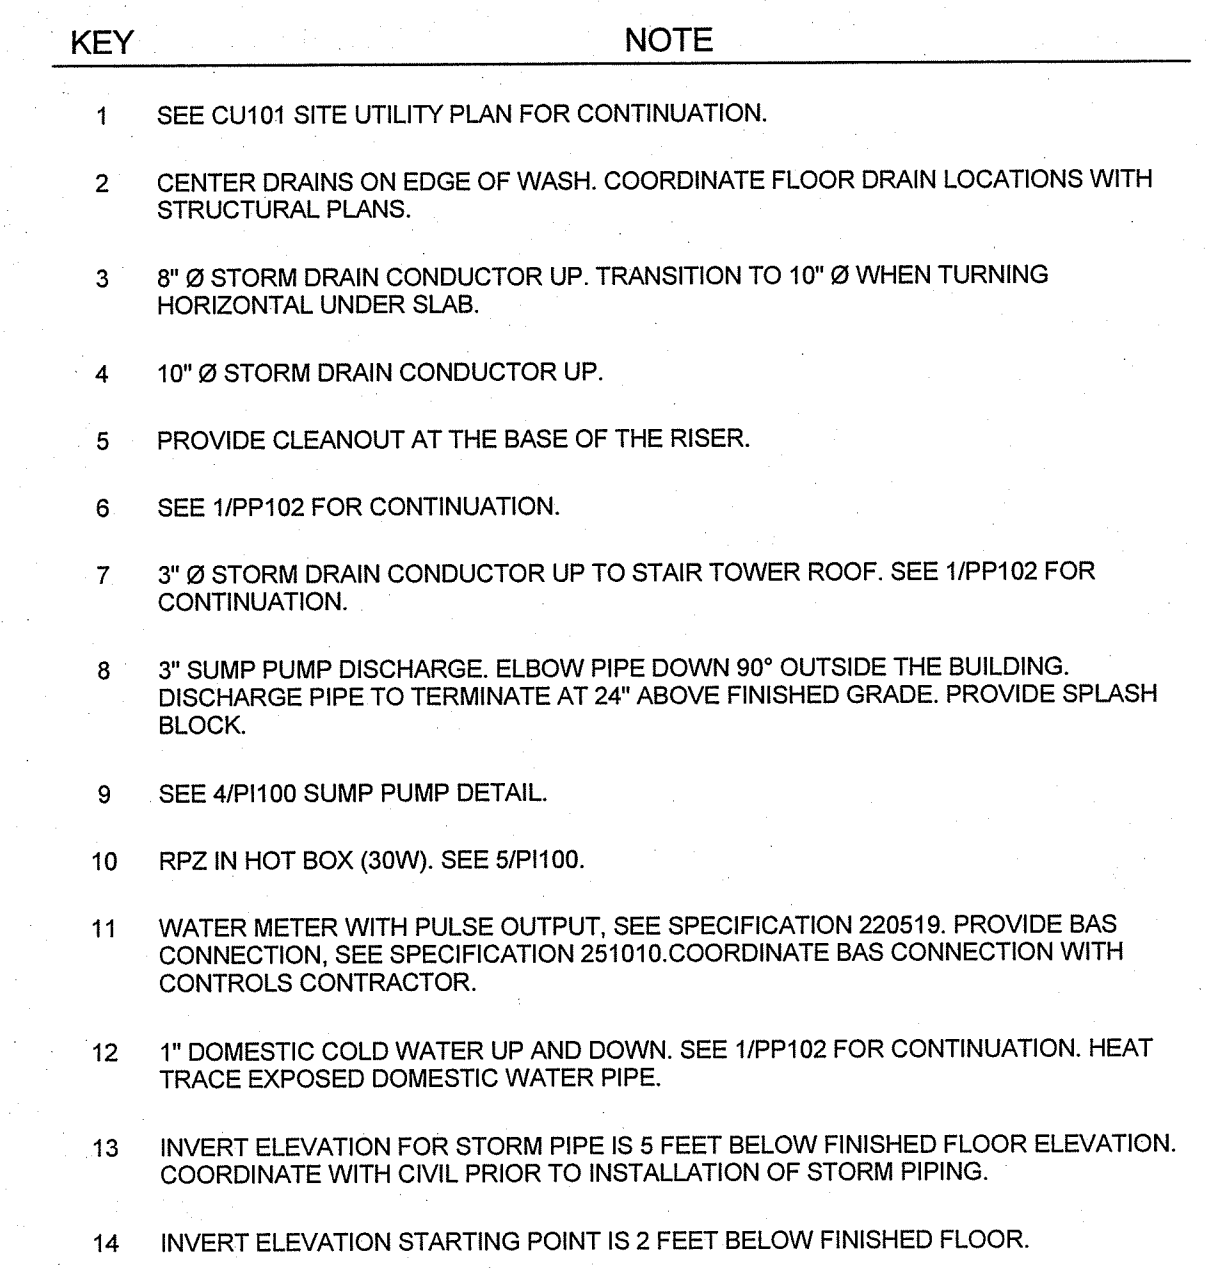 KEY NOTE
1 SEE CU101 SITE UTILITY PLAN FOR CONTINUATION.
2 CENTER DRAINS ON EDGE OF WASH. COORDINATE FLOOR DRAIN LOCATIONS WITH
STRUCTURAL PLANS.
3 8" Ø STORM DRAIN CONDUCTOR UP. TRANSITION TO 10" Ø WHEN TURNING
HORIZONTAL UNDER SLAB.
4 10" Ø STORM DRAIN CONDUCTOR UP.
5 PROVIDE CLEANOUT AT THE BASE OF THE RISER.
6 SEE 1/PP102 FOR CONTINUATION.
7 3" Ø STORM DRAIN CONDUCTOR UP TO STAIR TOWER ROOF. SEE 1/PP102 FOR
CONTINUATION.
8 3" SUMP PUMP DISCHARGE. ELBOW PIPE DOWN 90° OUTSIDE THE BUILDING.
DISCHARGE PIPE TO TERMINATE AT 24" ABOVE FINISHED GRADE. PROVIDE SPLASH
BLOCK.
9 SEE 4/PI100 SUMP PUMP DETAIL.
10 RPZ IN HOT BOX (30W). SEE 5/PI100.
11 WATER METER WITH PULSE OUTPUT, SEE SPECIFICATION 220519. PROVIDE BAS
CONNECTION, SEE SPECIFICATION 251010.COORDINATE BAS CONNECTION WITH
CONTROLS CONTRACTOR.
12 1" DOMESTIC COLD WATER UP AND DOWN. SEE 1/PP102 FOR CONTINUATION. HEAT
TRACE EXPOSED DOMESTIC WATER PIPE.
13 INVERT ELEVATION FOR STORM PIPE IS 5 FEET BELOW FINISHED FLOOR ELEVATION.
COORDINATE WITH CIVIL PRIOR TO INSTALLATION OF STORM PIPING.
14 INVERT ELEVATION STARTING POINT IS 2 FEET BELOW FINISHED FLOOR.